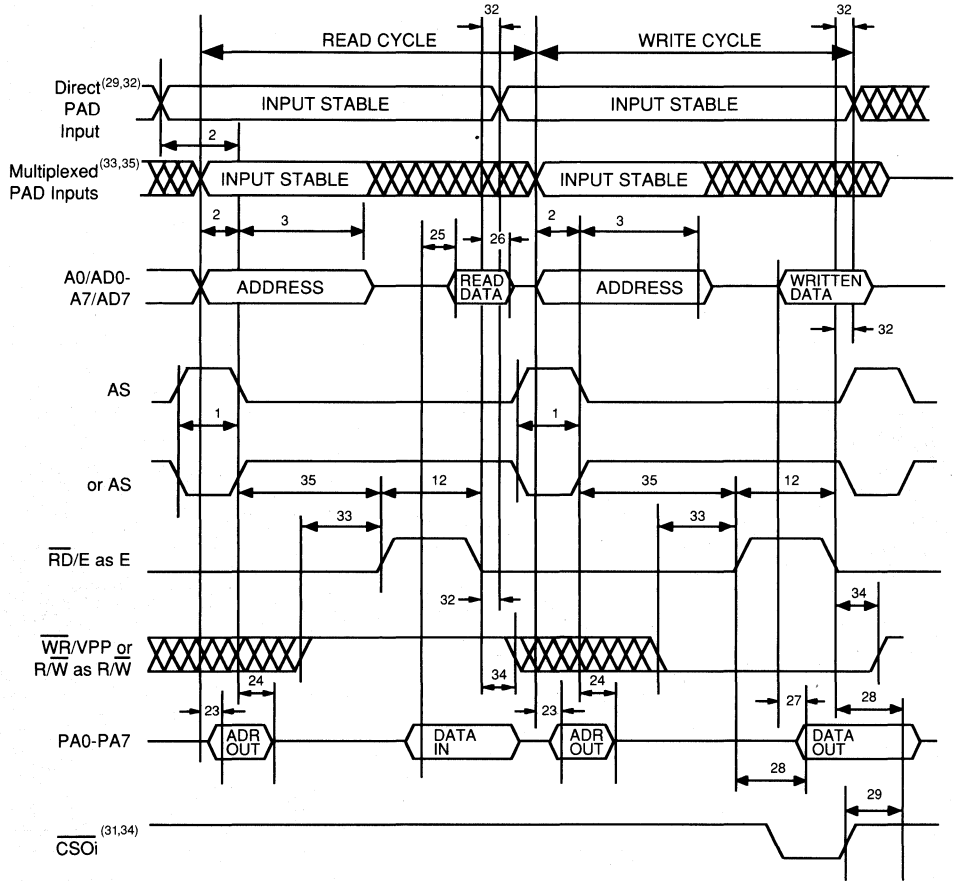 32
32
READ CYCLE
WRITE CYCLE
Direct(29,32)
PAD
Input
INPUT STABLE
INPUT STABLE
2
Multiplexed(33,35)
PAD Inputs
INPUT STABLE
INPUT STABLE
2
3
25
26
2
3
A0/AD0-
A7/AD7
ADDRESS
READ
DATA
ADDRESS
WRITTEN
DATA
32
AS
1
1
or AS
35
12
35
12
33
33
RD/E as E
32
34
WR/VPP or
R/W as R/W
24
34
24
23
23
27
28
PA0-PA7
ADR
OUT
DATA
IN
ADR
OUT
DATA
OUT
28
29
CSOi (31,34)